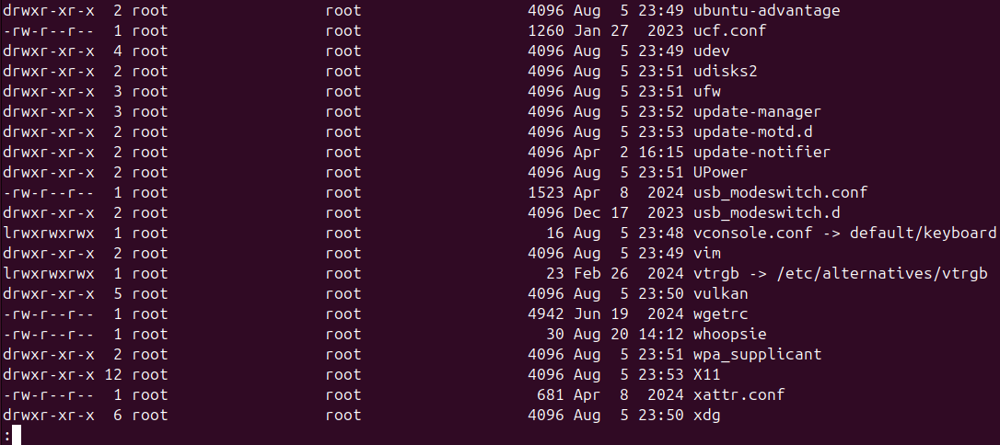 drwxr-xr-x  2 root                 root                  4096 Aug  5 23:49 ubuntu-advantage
-rw-r--r--  1 root                 root                  1260 Jan 27  2023 ucf.conf
drwxr-xr-x  4 root                 root                  4096 Aug  5 23:49 udev
drwxr-xr-x  2 root                 root                  4096 Aug  5 23:51 udisks2
drwxr-xr-x  3 root                 root                  4096 Aug  5 23:51 ufw
drwxr-xr-x  3 root                 root                  4096 Aug  5 23:52 update-manager
drwxr-xr-x  2 root                 root                  4096 Aug  5 23:53 update-motd.d
drwxr-xr-x  2 root                 root                  4096 Apr  2 16:15 update-notifier
drwxr-xr-x  2 root                 root                  4096 Aug  5 23:51 UPower
-rw-r--r--  1 root                 root                  1523 Apr  8  2024 usb_modeswitch.conf
drwxr-xr-x  2 root                 root                  4096 Dec 17  2023 usb_modeswitch.d
lrwxrwxrwx  1 root                 root                    16 Aug  5 23:48 vconsole.conf -> default/keyboard
drwxr-xr-x  2 root                 root                  4096 Aug  5 23:49 vim
lrwxrwxrwx  1 root                 root                    23 Feb 26  2024 vtrgb -> /etc/alternatives/vtrgb
drwxr-xr-x  5 root                 root                  4096 Aug  5 23:50 vulkan
-rw-r--r--  1 root                 root                  4942 Jun 19  2024 wgetrc
-rw-r--r--  1 root                 root                    30 Aug 20 14:12 whoopsie
drwxr-xr-x  2 root                 root                  4096 Aug  5 23:51 wpa_supplicant
drwxr-xr-x 12 root                 root                  4096 Aug  5 23:53 X11
-rw-r--r--  1 root                 root                   681 Apr  8  2024 xattr.conf
drwxr-xr-x  6 root                 root                  4096 Aug  5 23:50 xdg
: